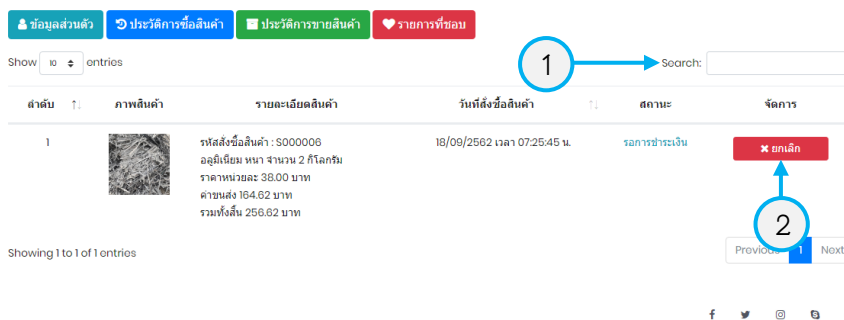 ข้อมูลส่วนตัว ประวัติการซื้อสินค้า ประวัติการขายสินค้า รายการที่ชอบ
Show 10 entries 1 Search:
ลำดับ ภาพสินค้า รายละเอียดสินค้า วันที่สั่งซื้อสินค้า สถานะ จัดการ
1 รหัสสั่งซื้อสินค้า : S000006 18/09/2562 เวลา 07:25:45 น. รอการชำระเงิน ยกเลิก
อลูมิเนียม หนา จำนวน 2 กิโลกรัม
ราคาหน่วยละ 38.00 บาท
ค่าขนส่ง 164.62 บาท
รวมทั้งสิ้น 256.62 บาท
2
Showing 1 to 1 of 1 entries Previous 1 Next